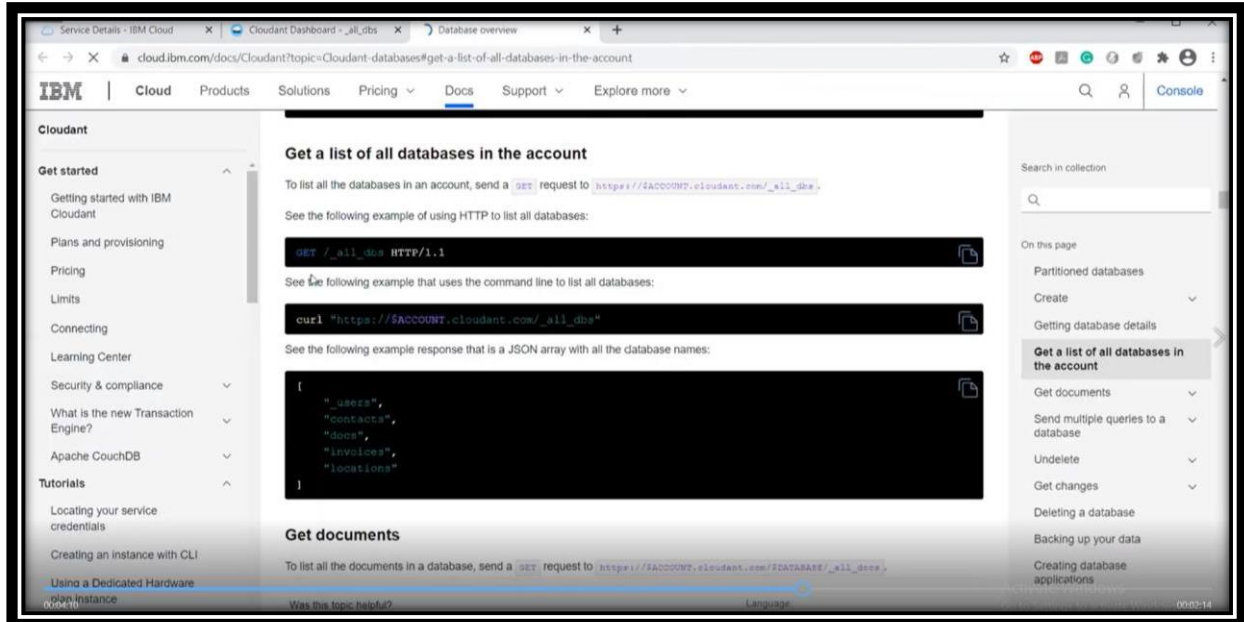 Service Details - IBM Cloud
Cloudant Dashboard - _all_dbs
Database overview
cloud.ibm.com/docs/Cloudant?topic=Cloudant-databases#get-a-list-of-all-databases-in-the-account
IBM Cloud Products Solutions Pricing Docs Support Explore more Console
Cloudant
Get started
Getting started with IBM
Cloudant
Plans and provisioning
Pricing
Limits
Connecting
Learning Center
Security & compliance
What is the new Transaction
Engine?
Apache CouchDB
Tutorials
Locating your service
credentials
Creating an instance with CLI
Using a Dedicated Hardware
plan instance
Get a list of all databases in the account
To list all the databases in an account, send a GET request to https://$ACCOUNT.cloudant.com/_all_dbs.
See the following example of using HTTP to list all databases:
GET /_all_dbs HTTP/1.1
See the following example that uses the command line to list all databases:
curl "https://$ACCOUNT.cloudant.com/_all_dbs"
See the following example response that is a JSON array with all the database names:
[
"_users",
"contacts",
"docs",
"invoices",
"locations"
]
Get documents
To list all the documents in a database, send a GET request to https://$ACCOUNT.cloudant.com/$DATABASE/_all_docs.
Was this topic helpful?
Language
Search in collection
On this page
Partitioned databases
Create
Getting database details
Get a list of all databases in
the account
Get documents
Send multiple queries to a
database
Undelete
Get changes
Deleting a database
Backing up your data
Creating database
applications
00:04:10
00:02:14